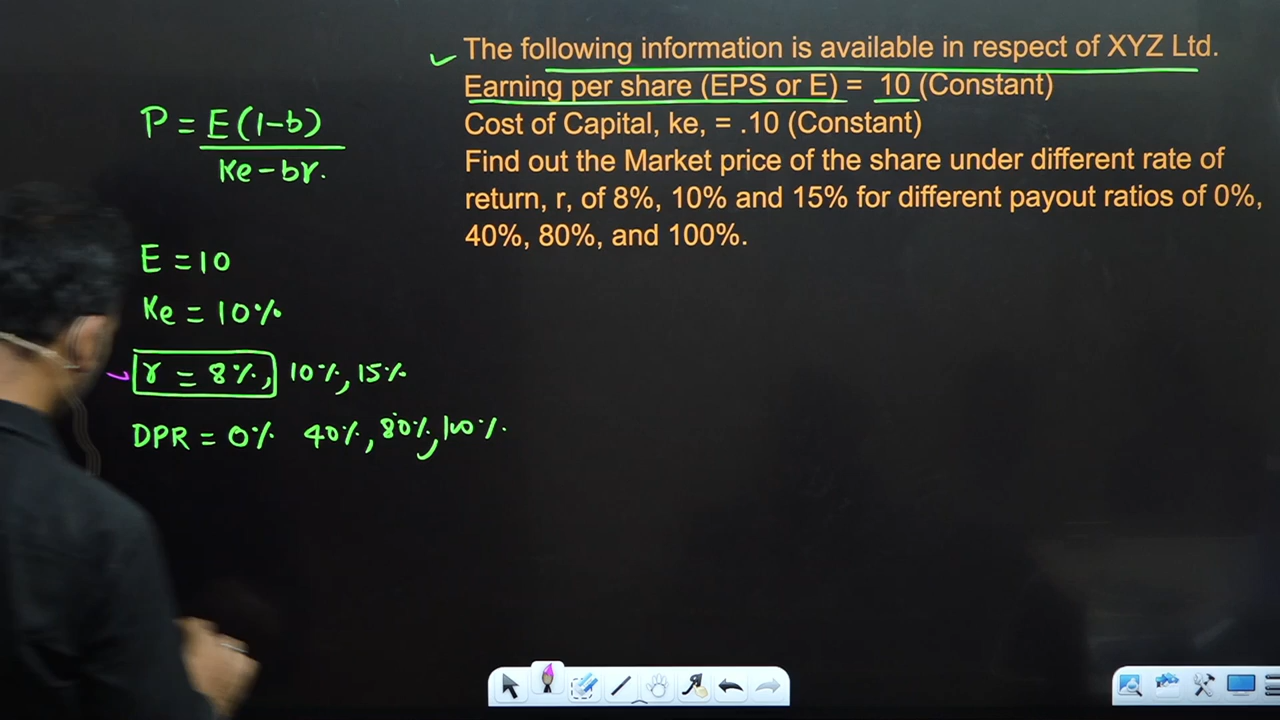 The following information is available in respect of XYZ Ltd.
Earning per share (EPS or E) = 10 (Constant)
Cost of Capital, ke, = .10 (Constant)
Find out the Market price of the share under different rate of
return, r, of 8%, 10% and 15% for different payout ratios of 0%,
40%, 80%, and 100%.
P = E(1-b)
Ke-br.
E = 10
Ke = 10%
r = 8%, 10%, 15%
DPR = 0% 40%, 80%, 100%